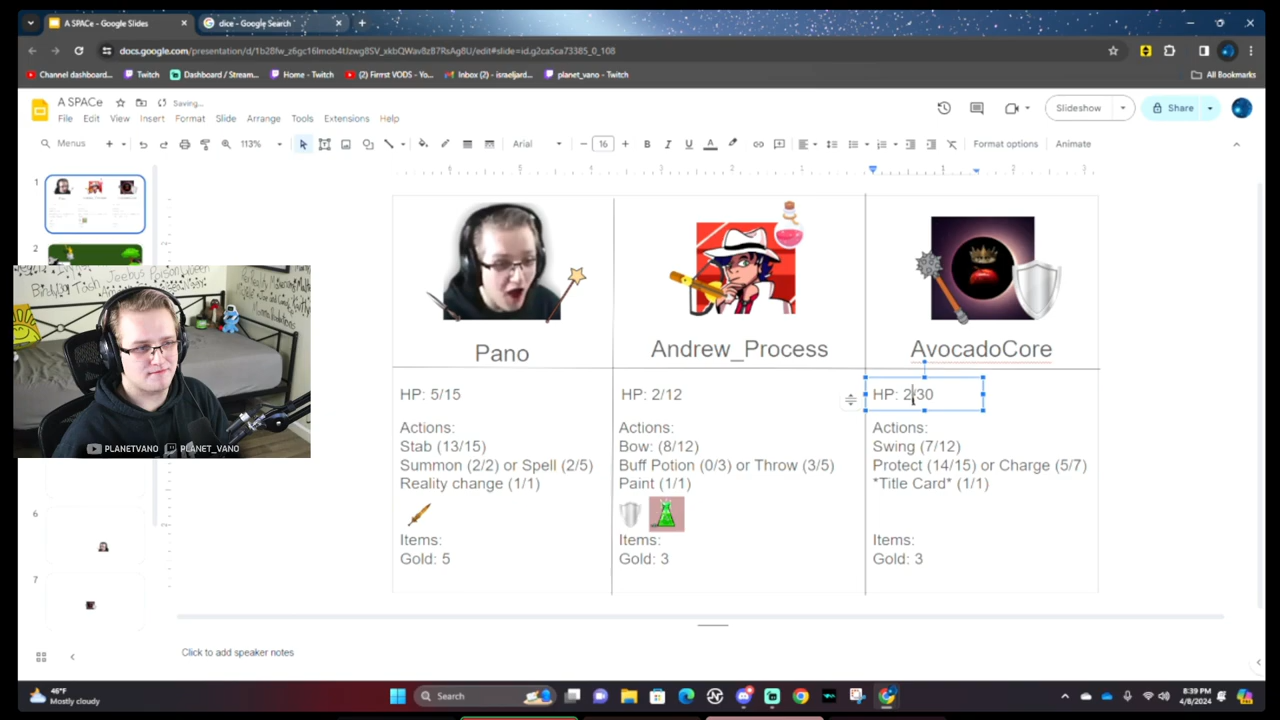 A SPACe - Google Slides
dice - Google Search
docs.google.com/presentation/d/1b28fw_z6gc16lmob4tJzwg8SV_xkbQWav8z87RsAg8U/edit#slide=id.g2ca5ca73385_0_108
Channel dashboard...
Twitch
Dashboard / Stream...
Home - Twitch
(2) Firrrst VODS - Yo...
Inbox (2) - israeljard...
planet_vano - Twitch
All Bookmarks
A SPACe
Saving...
File Edit View Insert Format Slide Arrange Tools Extensions Help
Slideshow
Share
Menus
113%
Arial
16
Format options
Animate
1
2
6
7
Pano
Andrew_Process
AvocadoCore
HP: 5/15
Actions:
Stab (13/15)
Summon (2/2) or Spell (2/5)
Reality change (1/1)
Items:
Gold: 5
HP: 2/12
Actions:
Bow: (8/12)
Buff Potion (0/3) or Throw (3/5)
Paint (1/1)
Items:
Gold: 3
HP: 2/30
Actions:
Swing (7/12)
Protect (14/15) or Charge (5/7)
*Title Card* (1/1)
Items:
Gold: 3
PLANETVANO
PLANET_VANO
Click to add speaker notes
46°F
Mostly cloudy
Search
8:39 PM
4/8/2024